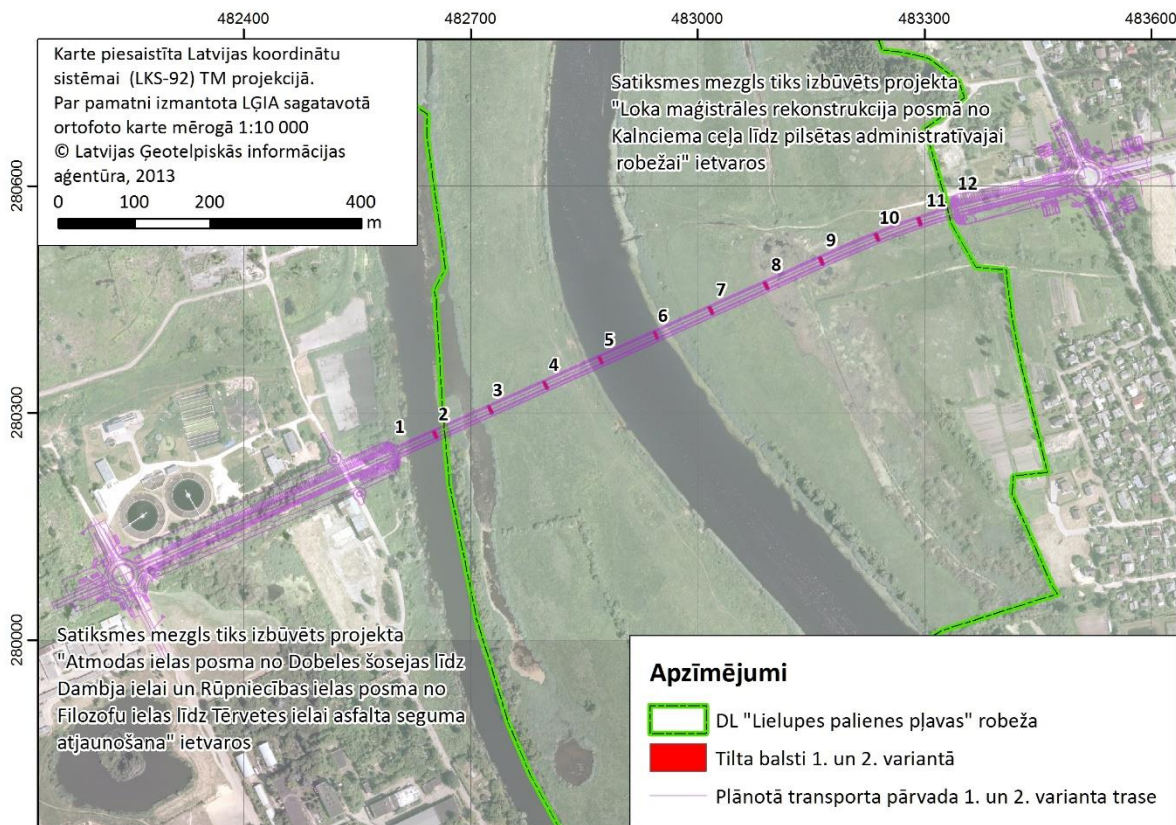 482400 482700 483000 483300 483600
Karte piesaistīta Latvijas koordinātu
sistēmai (LKS-92) TM projekcijā.
Par pamatni izmantota LĢIA sagatavotā
ortofoto karte mērogā 1:10 000
© Latvijas Ģeotelpiskās informācijas
aģentūra, 2013
0 100 200 400
m
Satiksmes mezgls tiks izbūvēts projekta
"Loka maģistrāles rekonstrukcija posmā no
Kalnciema ceļa līdz pilsētas administratīvajai
robežai" ietvaros
280600
12
11
10
9
8
7
6
5
4
3
2
1
280300
280000
Satiksmes mezgls tiks izbūvēts projekta
"Atmodas ielas posma no Dobeles šosejas līdz
Dambja ielai un Rūpniecības ielas posma no
Filozofu ielas līdz Tērvetes ielai asfalta seguma
atjaunošana" ietvaros
Apzīmējumi
DL "Lielupes palienes pļavas" robeža
Tilta balsti 1. un 2. variantā
Plānotā transporta pārvada 1. un 2. varianta trase